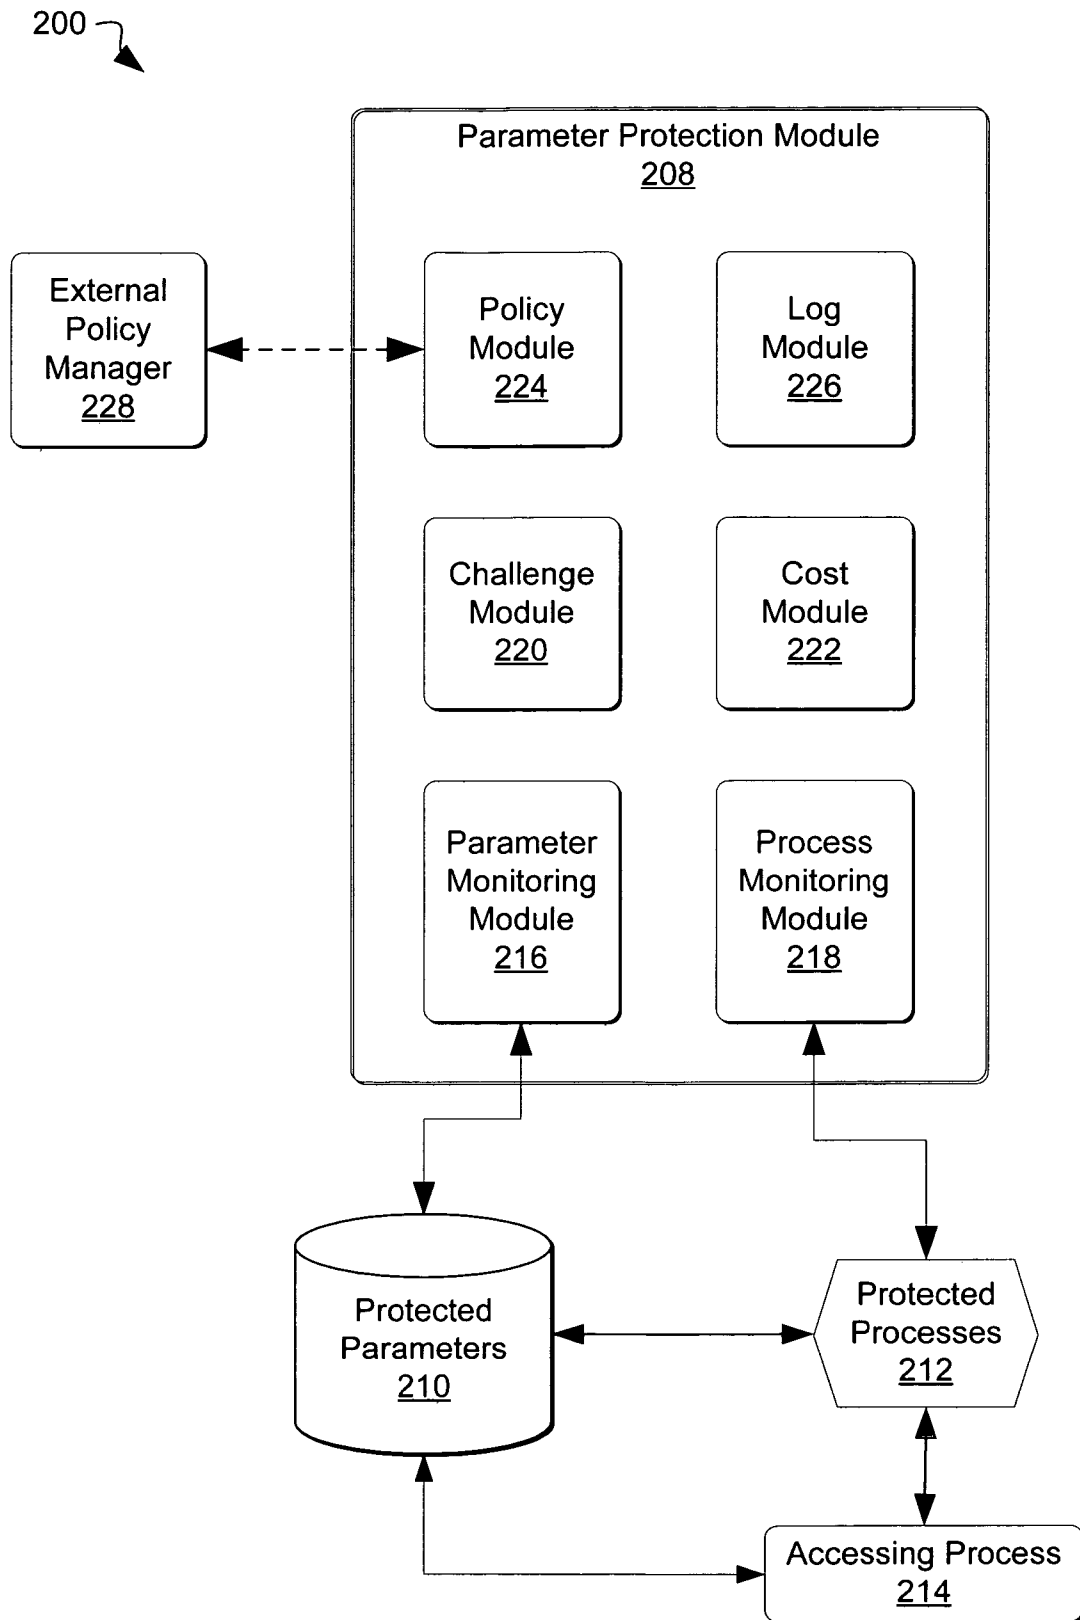 200
Parameter Protection Module
208
External
Policy
Manager
228
Policy
Module
224
Log
Module
226
Challenge
Module
220
Cost
Module
222
Parameter
Monitoring
Module
216
Process
Monitoring
Module
218
Protected
Parameters
210
Protected
Processes
212
Accessing Process
214